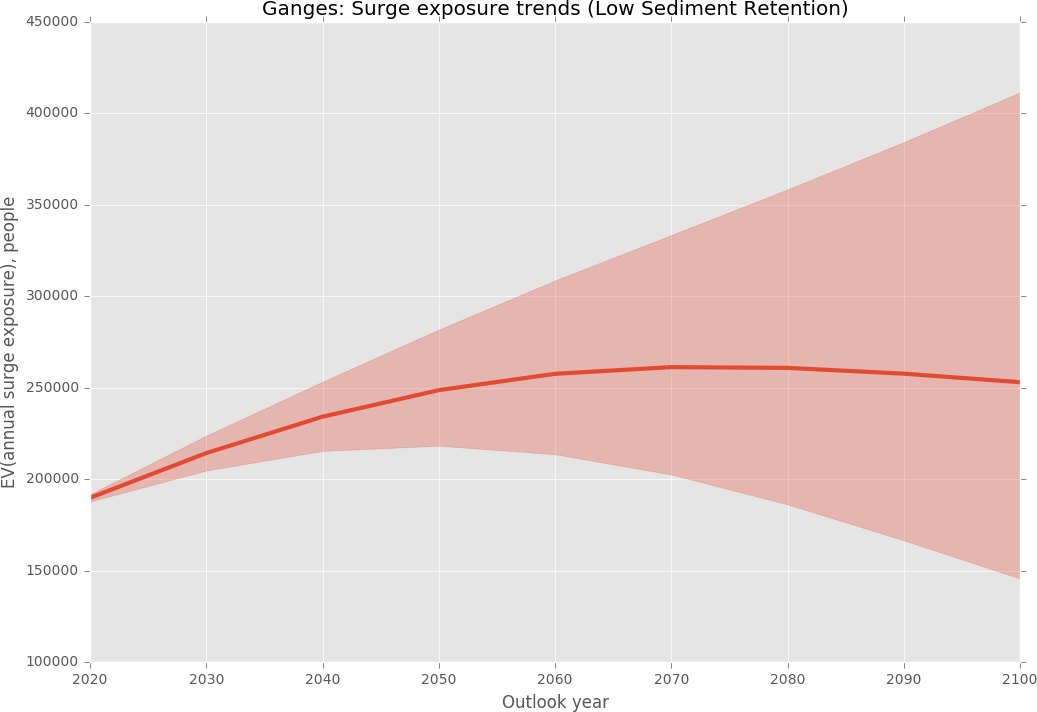 Ganges: Surge exposure trends (Low Sediment Retention)
EV(annual surge exposure), people
450000
400000
350000
300000
250000
200000
150000
100000
2020 2030 2040 2050 2060 2070 2080 2090 2100
Outlook year